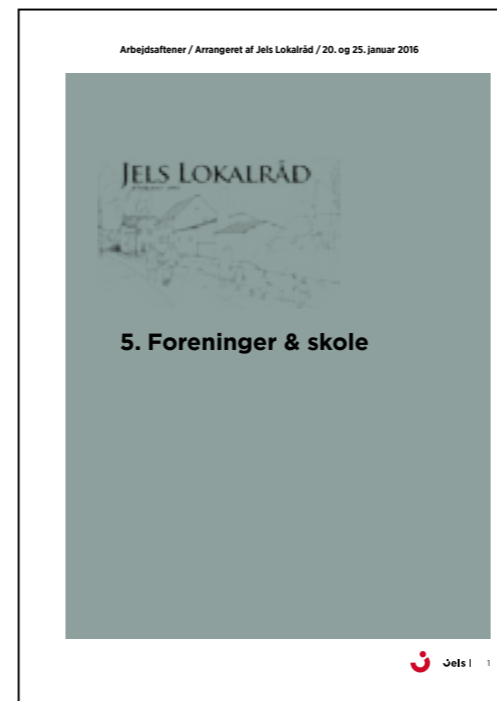 Arbejdsaftener / Arrangeret af Jels Lokalråd / 20. og 25. januar 2016
JELS LOKALRÅD
5. Foreninger & skole
Jels | 1